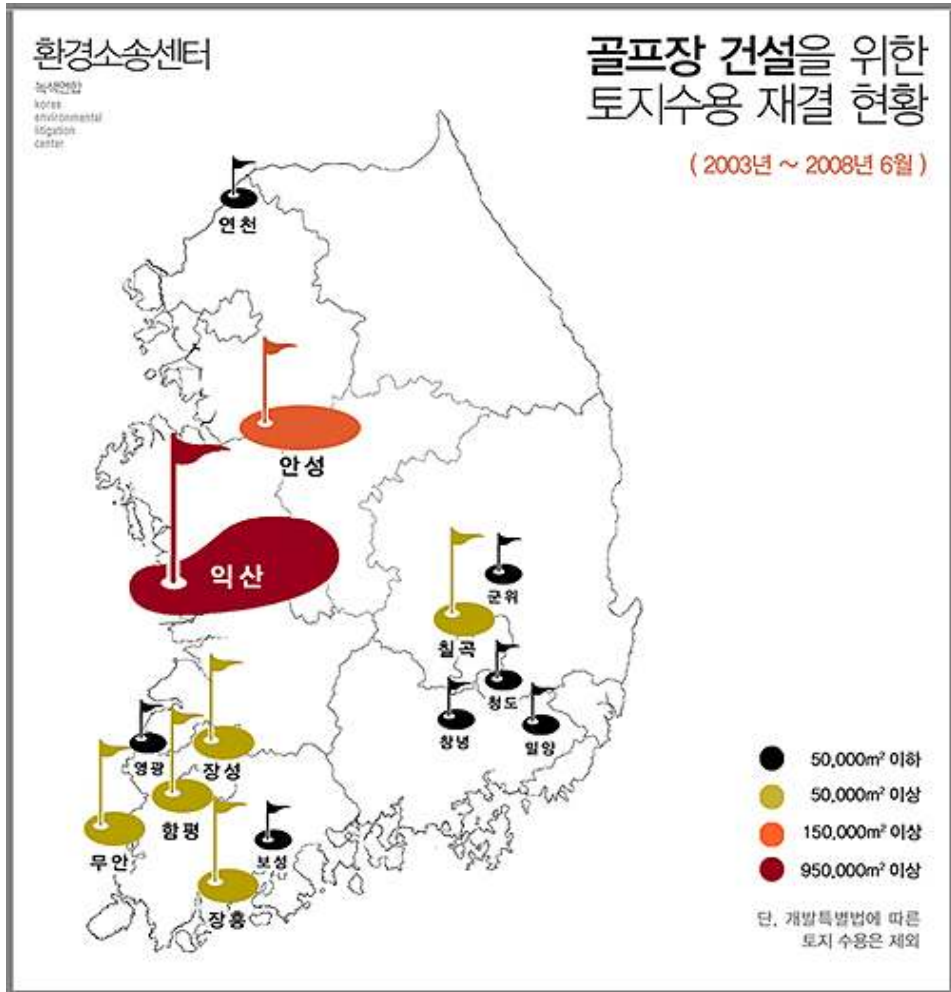 환경소송센터
녹색연합
korea
environmental
litigation
center
골프장 건설을 위한
토지수용 재결 현황
( 2003년 ~ 2008년 6월 )
연천
안성
익산
군위
칠곡
청도
창녕
밀양
영광
장성
함평
무안
보성
장흥
50,000m² 이하
50,000m² 이상
150,000m² 이상
950,000m² 이상
단, 개발특별법에 따른
토지 수용은 제외